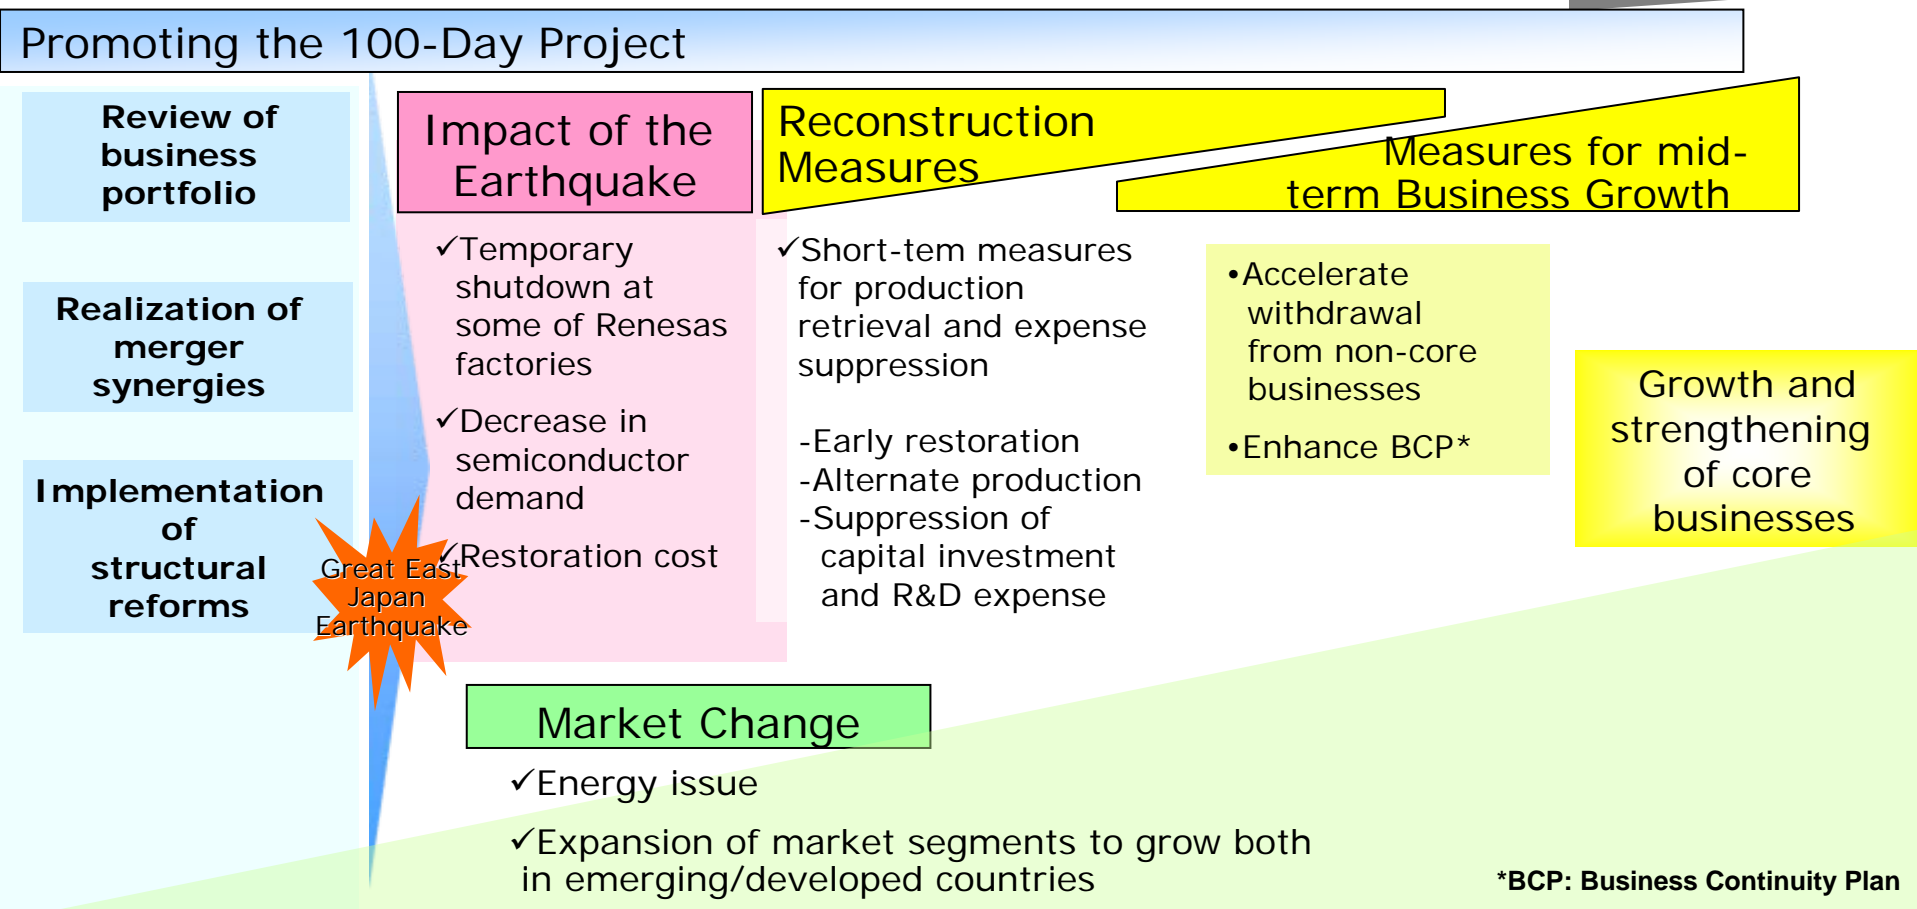 Promoting the 100-Day Project
Review of
business
portfolio
Realization of
merger
synergies
Implementation
of
structural
reforms
Great East
Japan
Earthquake
Impact of the
Earthquake
✓Temporary
shutdown at
some of Renesas
factories
✓Decrease in
semiconductor
demand
✓Restoration cost
Reconstruction
Measures
✓Short-tem measures
for production
retrieval and expense
suppression
-Early restoration
-Alternate production
-Suppression of
capital investment
and R&D expense
Measures for mid-
term Business Growth
•Accelerate
withdrawal
from non-core
businesses
•Enhance BCP*
Growth and
strengthening
of core
businesses
Market Change
✓Energy issue
✓Expansion of market segments to grow both
in emerging/developed countries
*BCP: Business Continuity Plan